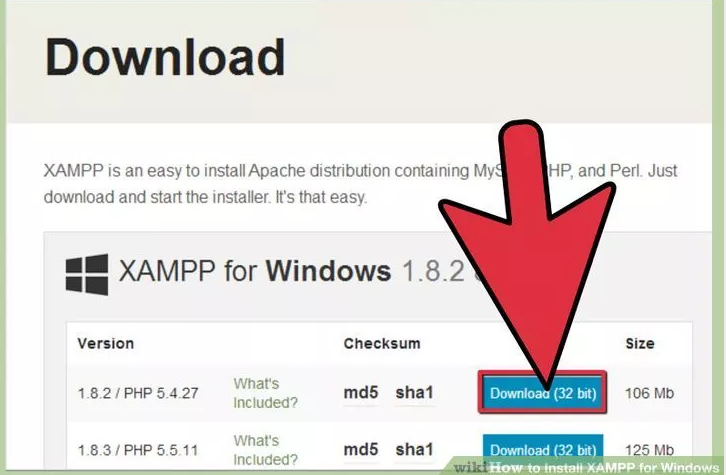 Download
XAMPP is an easy to install Apache distribution containing MyS HP, and Perl. Just
download and start the installer. It's that easy.
XAMPP for Windows 1.8.2
Version Checksum Size
1.8.2 / PHP 5.4.27 What's Included? md5 sha1 Download (32 bit) 106 Mb
1.8.3 / PHP 5.5.11 What's Included? md5 sha1 Download (32 bit) 125 Mb
wikiHow to Install XAMPP for Windows